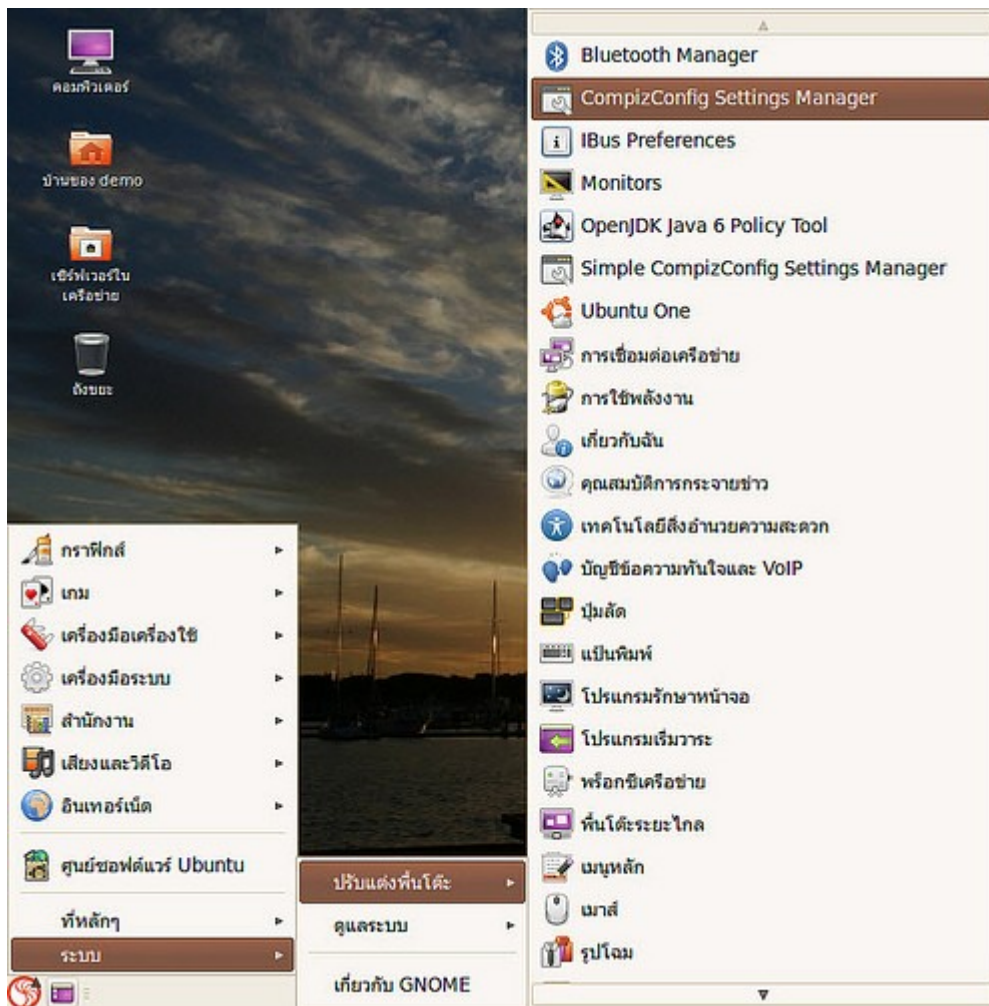 คอมพิวเตอร์
บ้านของ demo
เซิร์ฟเวอร์ใน
เครือข่าย
ถังขยะ
กราฟิกส์
เกม
เครื่องมือเครื่องใช้
เครื่องมือระบบ
สำนักงาน
เสียงและวิดีโอ
อินเทอร์เน็ต
ศูนย์ซอฟต์แวร์ Ubuntu
ที่หลักๆ
ระบบ
ปรับแต่งพื้นโต๊ะ
ดูแลระบบ
เกี่ยวกับ GNOME
Bluetooth Manager
CompizConfig Settings Manager
IBus Preferences
Monitors
OpenJDK Java 6 Policy Tool
Simple CompizConfig Settings Manager
Ubuntu One
การเชื่อมต่อเครือข่าย
การใช้พลังงาน
เกี่ยวกับฉัน
คุณสมบัติการกระจายข่าว
เทคโนโลยีสิ่งอำนวยความสะดวก
บัญชีข้อความทันใจและ VoIP
ปุ่มลัด
แป้นพิมพ์
โปรแกรมรักษาหน้าจอ
โปรแกรมเริ่มวาระ
พร็อกซีเครือข่าย
พื้นโต๊ะระยะไกล
เมนูหลัก
เมาส์
รูปโฉม